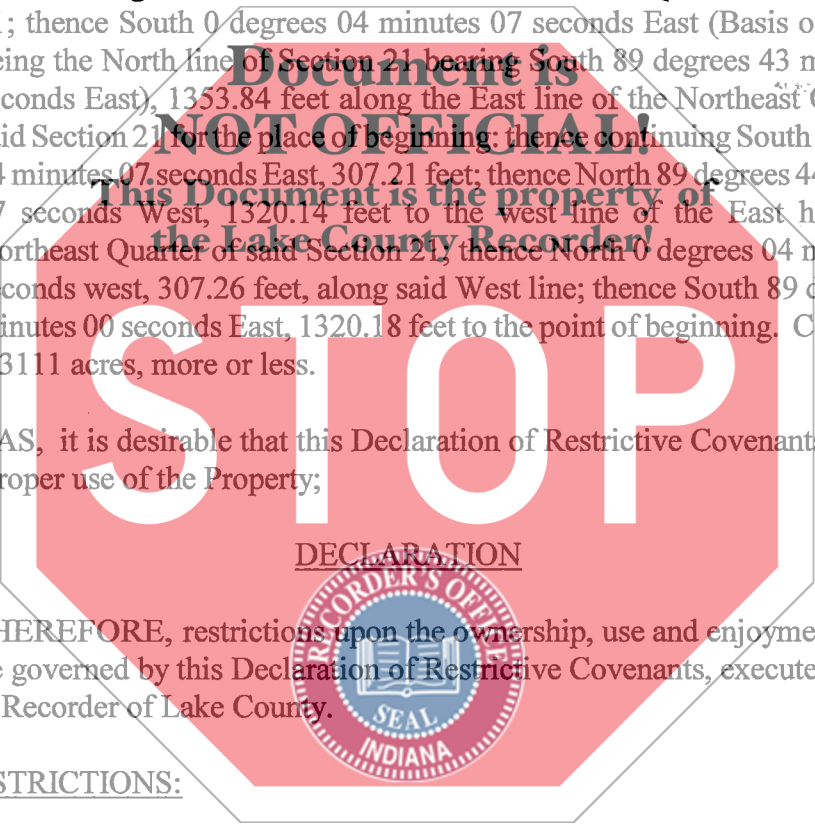 ; thence South 0 degrees 04 minutes 07 seconds East (Basis o
eing the North line of Section 21 bearing South 89 degrees 43 m
Document is
conds East), 1353.84 feet along the East line of the Northeast
id Section 21 for the place of beginning: thence continuing South
NOT OFFICIAL!
minutes 07 seconds East, 307.21 feet; thence North 89 degrees 44
This Document is the property of
seconds West, 1320.14 feet to the west line of the East h
the Lake County Recorder!
ortheast Quarter of said Section 21, thence North 0 degrees 04 m
conds west, 307.26 feet, along said West line; thence South 89 d
inutes 00 seconds East, 1320.18 feet to the point of beginning. C
3111 acres, more or less.
STOP
AS, it is desirable that this Declaration of Restrictive Covenants
roper use of the Property;
DECLARATION
HEREFORE, restrictions upon the ownership, use and enjoyme
e governed by this Declaration of Restrictive Covenants, execute
Recorder of Lake County.
RECORDER'S OFFICE
SEAL
INDIANA
STRICTIONS: